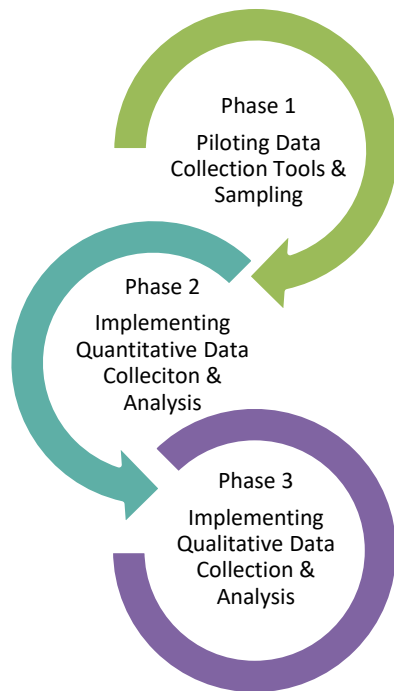 Phase 1
Piloting Data
Collection Tools &
Sampling
Phase 2
Implementing
Quantitative Data
Colleciton &
Analysis
Phase 3
Implementing
Qualitative Data
Collection &
Analysis